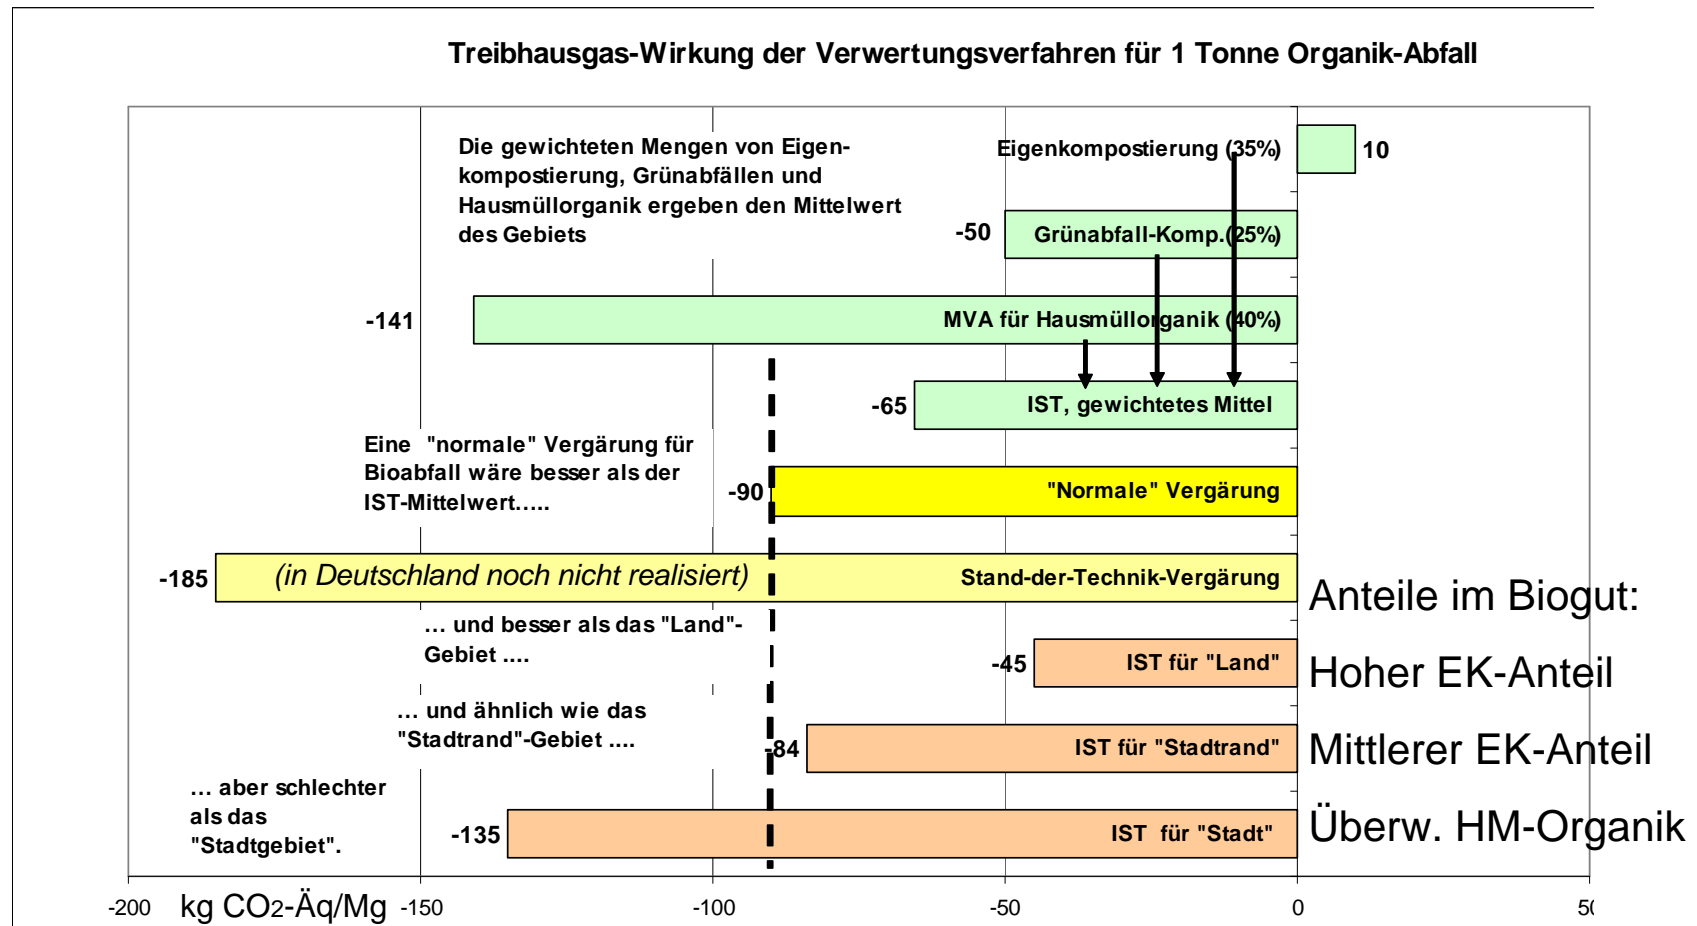 Treibhausgas-Wirkung der Verwertungsverfahren für 1 Tonne Organik-Abfall
Die gewichteten Mengen von Eigen-
kompostierung, Grünabfällen und
Hausmüllorganik ergeben den Mittelwert
des Gebiets
Eigenkompostierung (35%)
10
-50
Grünabfall-Komp.(25%)
-141
MVA für Hausmüllorganik (40%)
-65
IST, gewichtetes Mittel
Eine "normale" Vergärung für
Bioabfall wäre besser als der
IST-Mittelwert…..
-90
"Normale" Vergärung
-185
(in Deutschland noch nicht realisiert)
Stand-der-Technik-Vergärung
Anteile im Biogut:
… und besser als das "Land"-
Gebiet ….
-45
IST für "Land"
Hoher EK-Anteil
… und ähnlich wie das
"Stadtrand"-Gebiet ….
-84
IST für "Stadtrand"
Mittlerer EK-Anteil
… aber schlechter
als das
"Stadtgebiet".
-135
IST für "Stadt"
Überw. HM-Organik
-200
kg CO2-Äq/Mg
-150
-100
-50
0